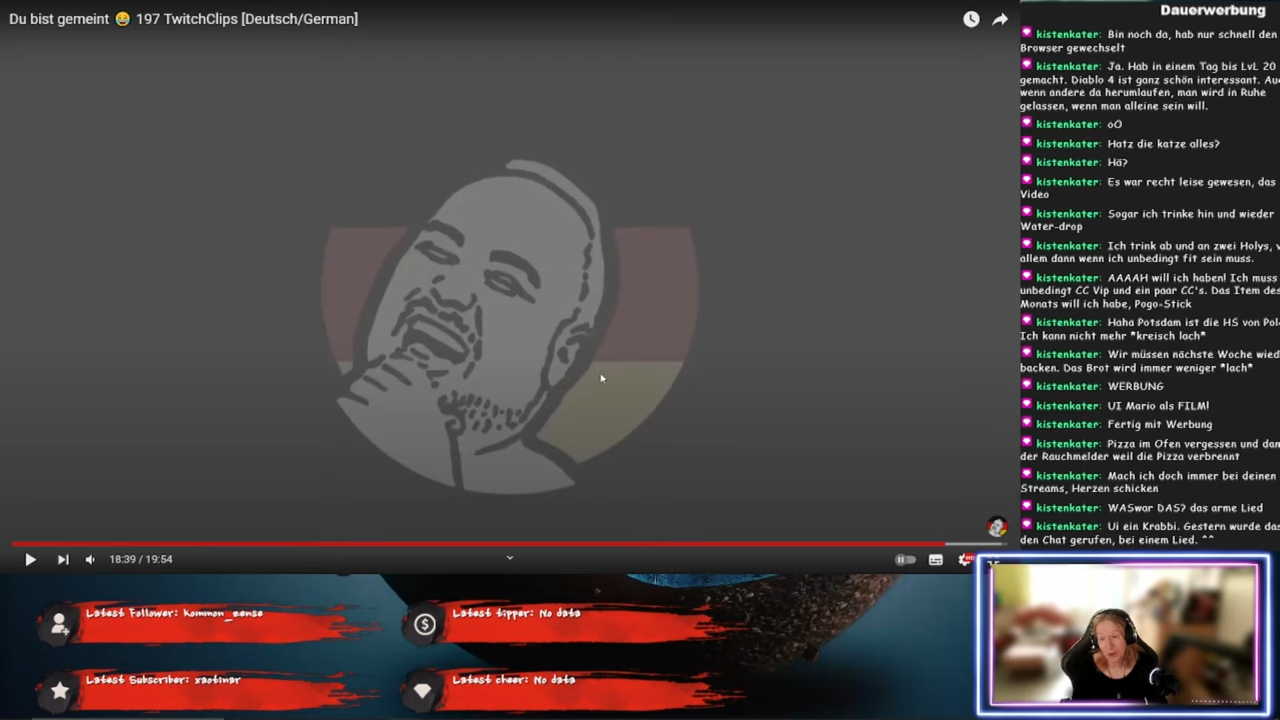 Du bist gemeint 😂 197 TwitchClips [Deutsch/German]
18:39 / 19:54
Dauerwerbung
kistenkater: Bin noch da, hab nur schnell den
Browser gewechselt
kistenkater: Ja. Hab in einem Tag bis LvL 20
gemacht. Diablo 4 ist ganz schön interessant.
wenn andere da herumlaufen, man wird in Ruhe
gelassen, wenn man alleine sein will.
kistenkater: oO
kistenkater: Hatz die katze alles?
kistenkater: Hä?
kistenkater: Es war recht leise gewesen, das
Video
kistenkater: Sogar ich trinke hin und wieder
Water-drop
kistenkater: Ich trink ab und an zwei Holys,
allem dann wenn ich unbedingt fit sein muss.
kistenkater: AAAAH will ich haben! Ich muss
unbedingt CC Vip und ein paar CC's. Das Item des
Monats will ich habe, Pogo-Stick
kistenkater: Haha Potsdam ist die HS von
Ich kann nicht mehr *kreisch lach*
kistenkater: Wir müssen nächste Woche
backen. Das Brot wird immer weniger *lach*
kistenkater: WERBUNG
kistenkater: UI Mario als FILM!
kistenkater: Fertig mit Werbung
kistenkater: Pizza im Ofen vergessen und
der Rauchmelder weil die Pizza verbrennt
kistenkater: Mach ich doch immer bei deinen
Streams, Herzen schicken
kistenkater: WASwar DAS? das arme Lied
kistenkater: Ui ein Krabbi. Gestern wurde
den Chat gerufen, bei einem Lied. ^^
Latest Follower: Kommon_zense
Latest tipper: No data
Latest Subscriber: xaotinar
Latest cheer: No data